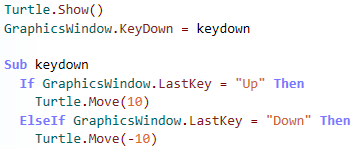 Turtle.Show()
GraphicsWindow.KeyDown = keydown
Sub keydown
If GraphicsWindow.LastKey = "Up" Then
Turtle.Move(10)
ElseIf GraphicsWindow.LastKey = "Down" Then
Turtle.Move(-10)